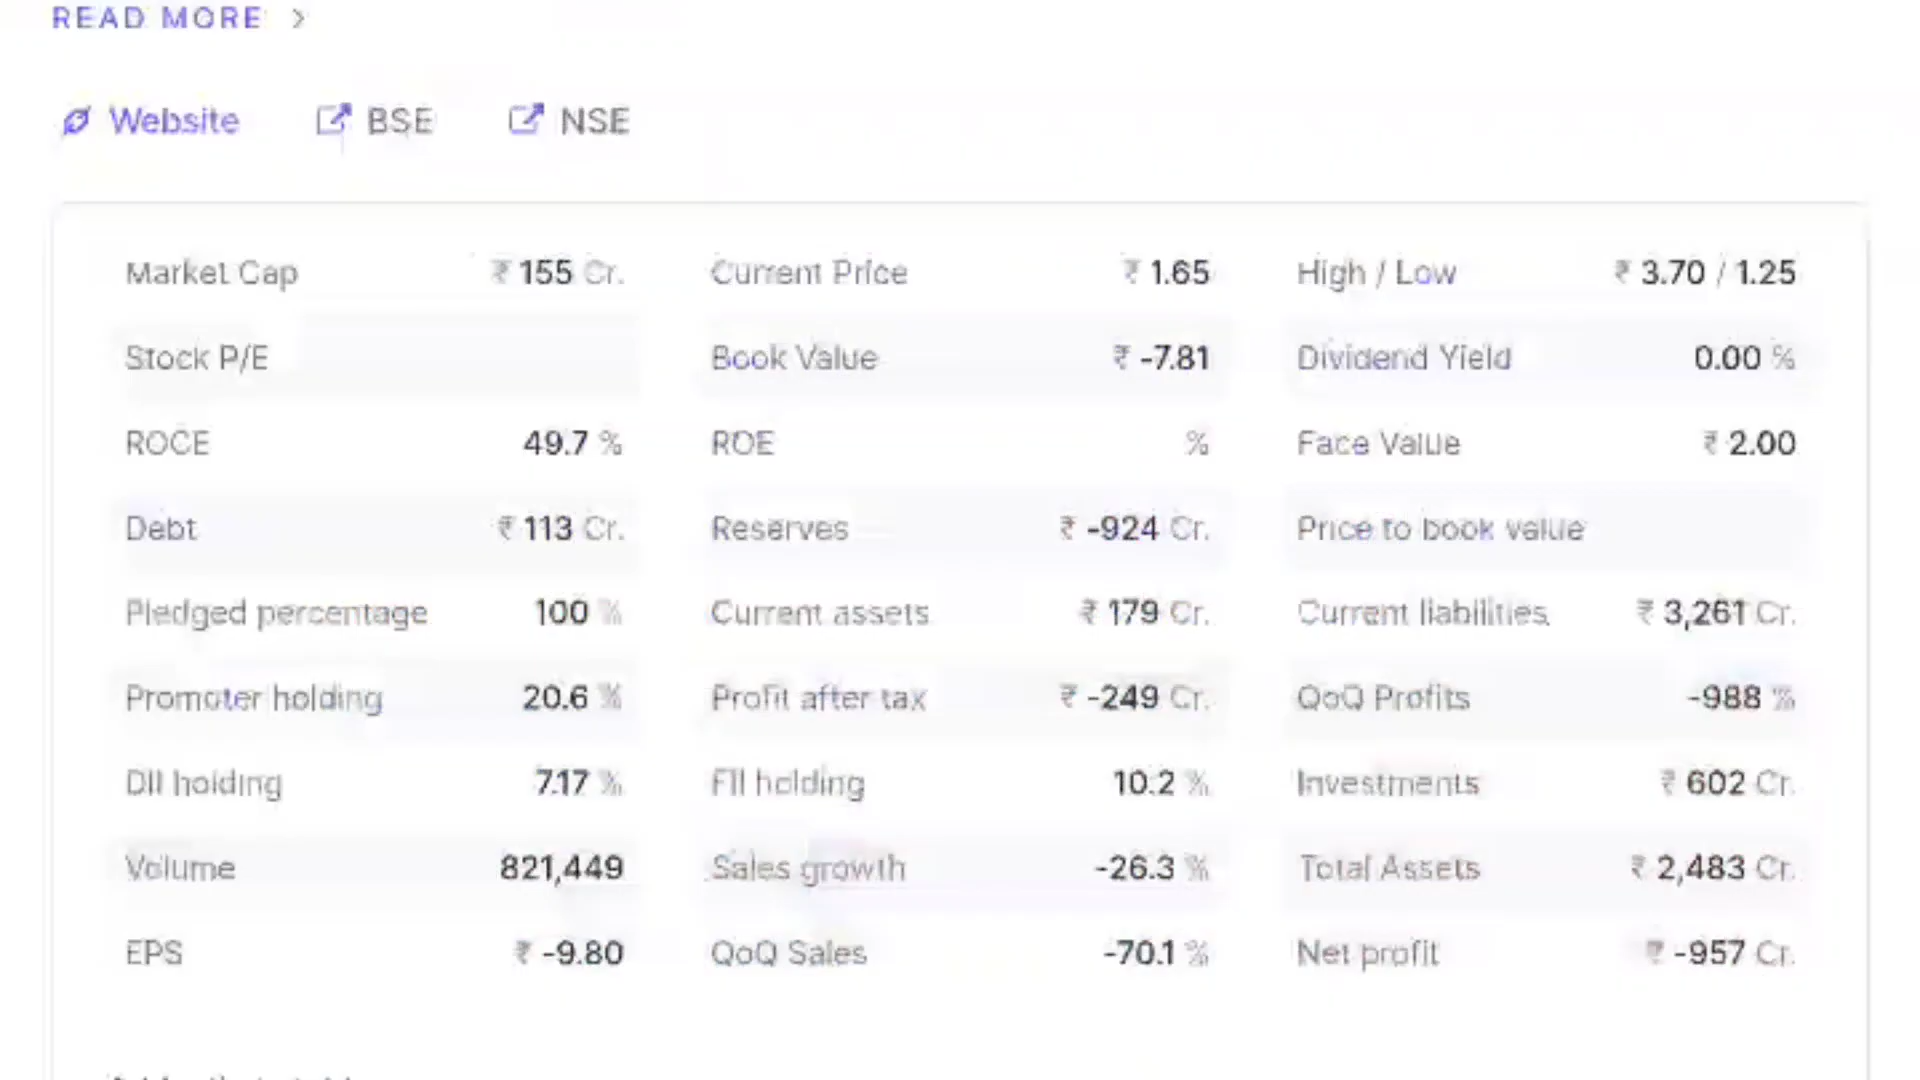 READ MORE >
Website BSE NSE
Market Cap ₹ 155 Cr. Current Price ₹ 1.65 High / Low ₹ 3.70 / 1.25
Stock P/E Book Value ₹ -7.81 Dividend Yield 0.00 %
ROCE 49.7 % ROE % Face Value ₹ 2.00
Debt ₹ 113 Cr. Reserves ₹ -924 Cr. Price to book value
Pledged percentage 100 % Current assets ₹ 179 Cr. Current liabilities ₹ 3,261 Cr.
Promoter holding 20.6 % Profit after tax ₹ -249 Cr. QoQ Profits -988 %
DII holding 7.17 % FII holding 10.2 % Investments ₹ 602 Cr.
Volume 821,449 Sales growth -26.3 % Total Assets ₹ 2,483 Cr.
EPS ₹ -9.80 QoQ Sales -70.1 % Net profit ₹ -957 Cr.